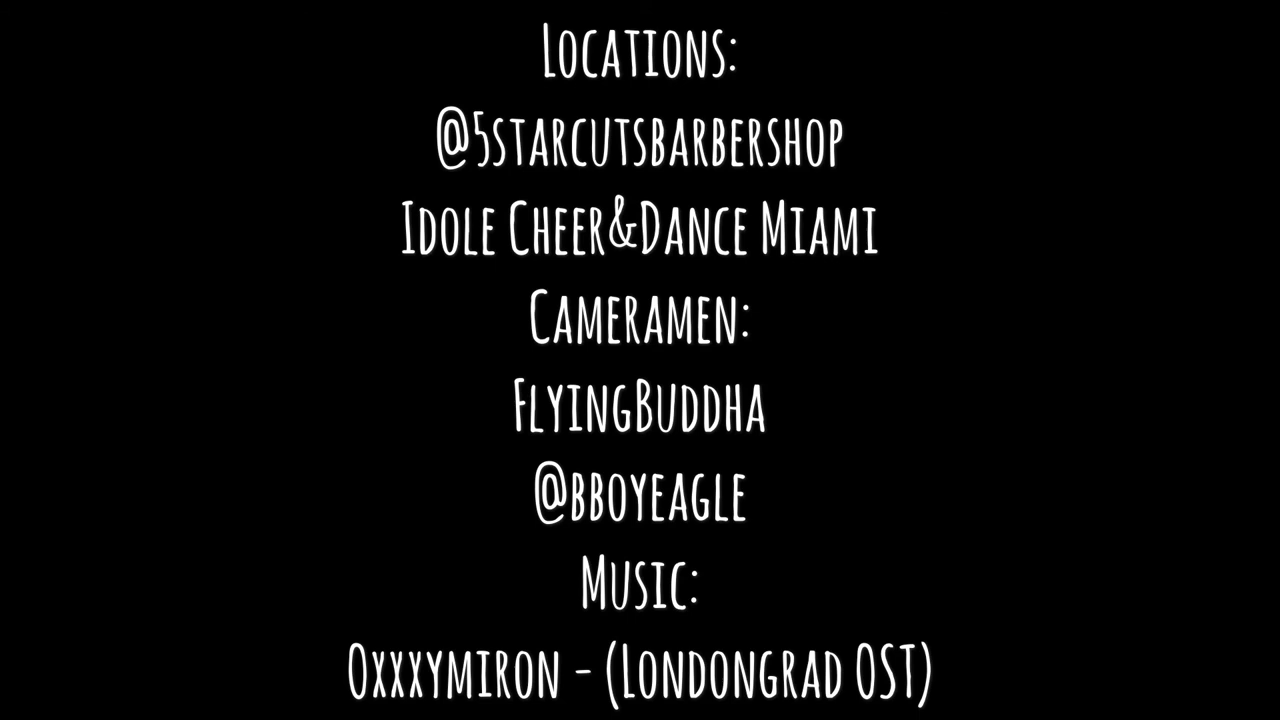 Locations:
@5starcutsbarbershop
Idole Cheer&Dance Miami
Cameramen:
FlyingBuddha
@bboyeagle
Music:
Oxxxymiron - (Londongrad OST)